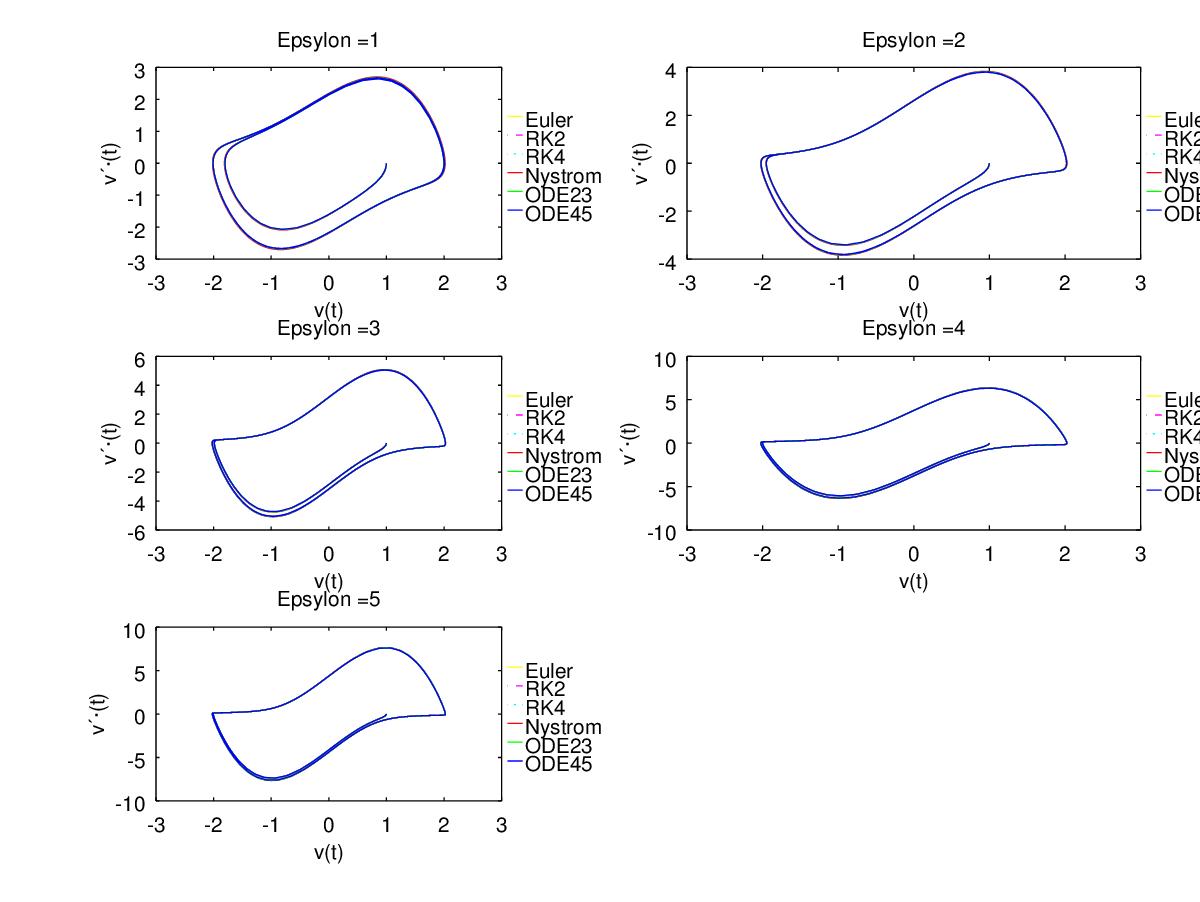 Epsylon =1
3
2
1
0
-1
-2
-3
v´·(t)
-3 -2 -1 0 1 2 3
v(t)
Euler
RK2
RK4
Nystrom
ODE23
ODE45
Epsylon =2
4
2
0
-2
-4
v´·(t)
-3 -2 -1 0 1 2 3
v(t)
Eule
RK2
RK4
Nys
ODE
ODE
Epsylon =3
6
4
2
0
-2
-4
-6
v´·(t)
-3 -2 -1 0 1 2 3
v(t)
Euler
RK2
RK4
Nystrom
ODE23
ODE45
Epsylon =4
10
5
0
-5
-10
v´·(t)
-3 -2 -1 0 1 2 3
v(t)
Eule
RK2
RK4
Nys
ODE
ODE
Epsylon =5
10
5
0
-5
-10
v´·(t)
-3 -2 -1 0 1 2 3
v(t)
Euler
RK2
RK4
Nystrom
ODE23
ODE45